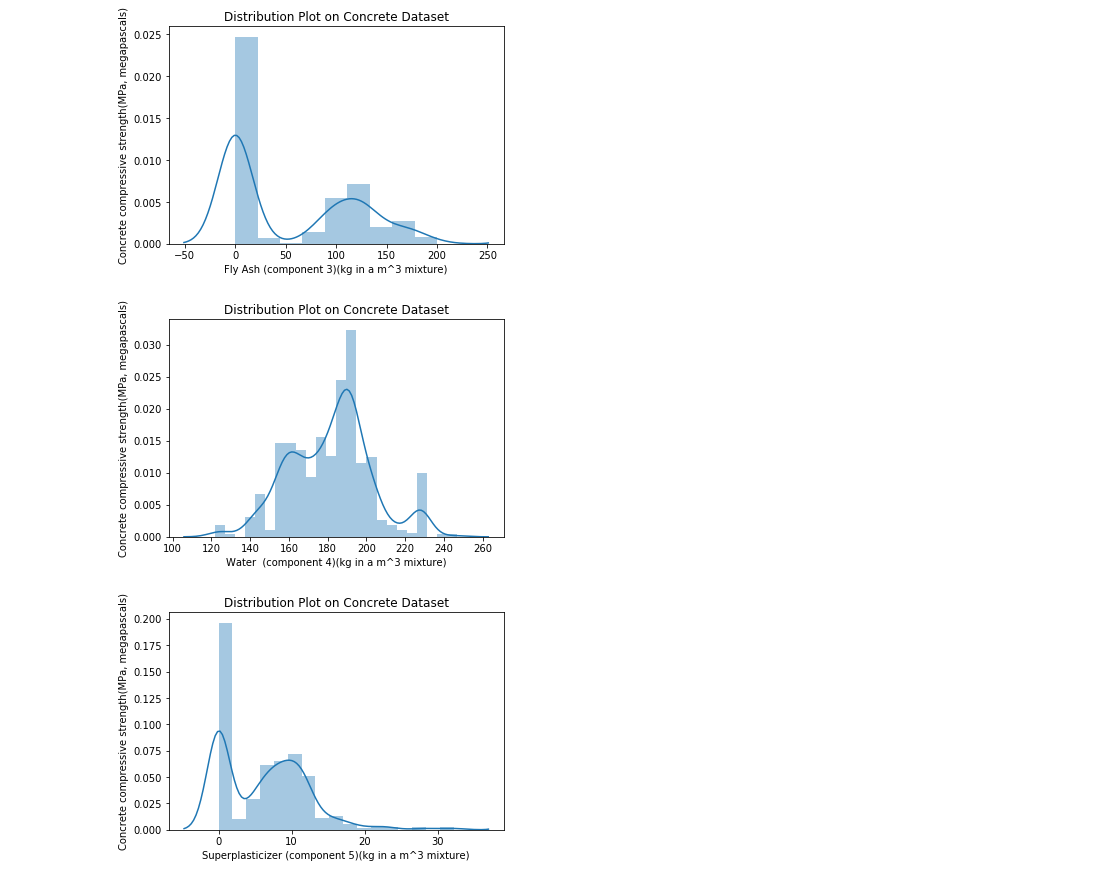 Distribution Plot on Concrete Dataset
Concrete compressive strength(MPa, megapascals)
0.025
0.020
0.015
0.010
0.005
0.000
−50 0 50 100 150 200 250
Fly Ash (component 3)(kg in a m^3 mixture)
Distribution Plot on Concrete Dataset
Concrete compressive strength(MPa, megapascals)
0.030
0.025
0.020
0.015
0.010
0.005
0.000
100 120 140 160 180 200 220 240 260
Water  (component 4)(kg in a m^3 mixture)
Distribution Plot on Concrete Dataset
Concrete compressive strength(MPa, megapascals)
0.200
0.175
0.150
0.125
0.100
0.075
0.050
0.025
0.000
0 10 20 30
Superplasticizer (component 5)(kg in a m^3 mixture)